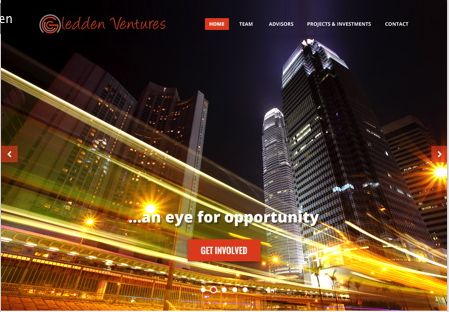 en
Gledden Ventures
HOME TEAM ADVISORS PROJECTS & INVESTMENTS CONTACT
...an eye for opportunity
GET INVOLVED